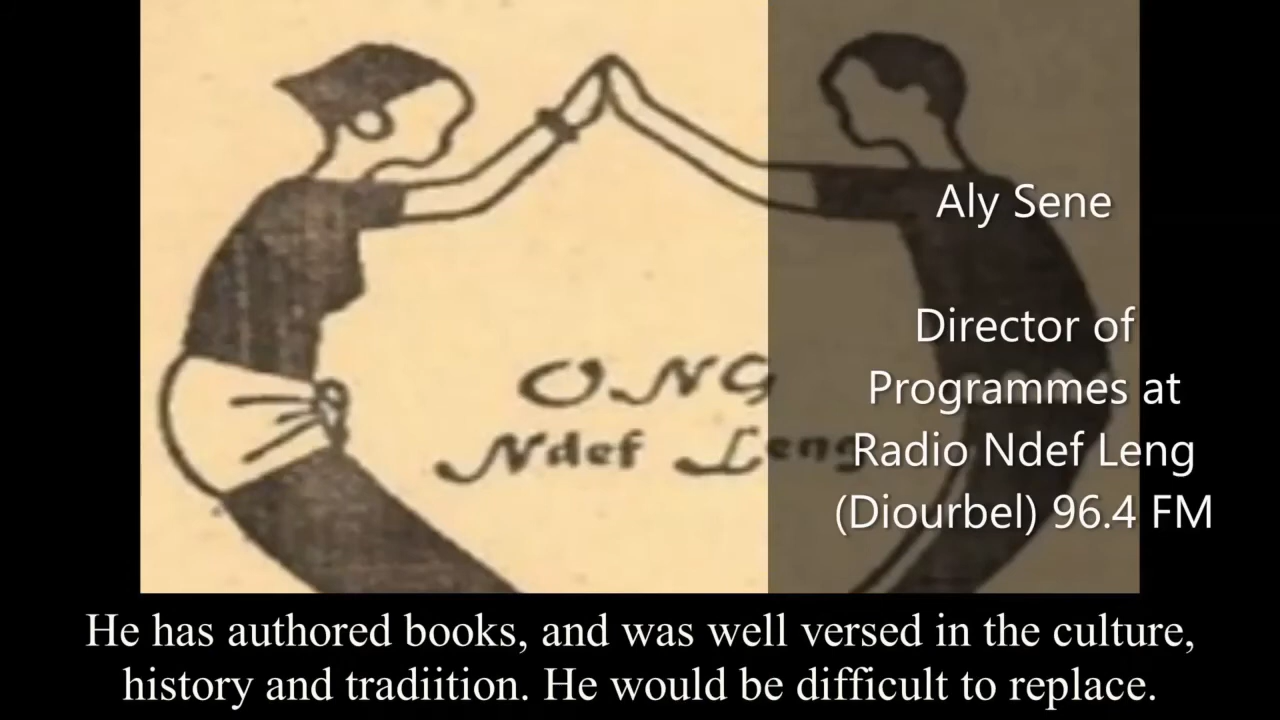 ONG
Ndef Leng
Aly Sene
Director of
Programmes at
Radio Ndef Leng
(Diourbel) 96.4 FM
He has authored books, and was well versed in the culture,
history and tradiition. He would be difficult to replace.